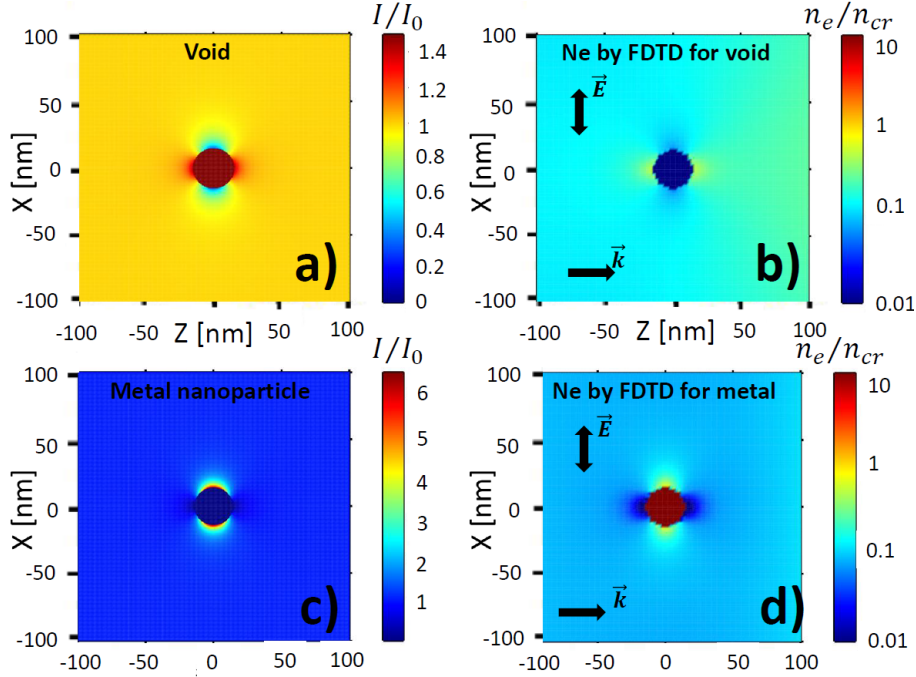 I/I₀
nₑ/n_cr
Void
Ne by FDTD for void
X [nm]
100
50
0
-50
-100
1.4
1.2
1
0.8
0.6
0.4
0.2
0
a)
-100
-50
0
50
100
Z [nm]
100
50
0
-50
-100
E
k
10
1
0.1
0.01
b)
-100
-50
0
50
100
Z [nm]
I/I₀
nₑ/n_cr
Metal nanoparticle
Ne by FDTD for metal
X [nm]
100
50
0
-50
-100
6
5
4
3
2
1
c)
-100
-50
0
50
100
X [nm]
100
50
0
-50
-100
E
k
10
1
0.1
0.01
d)
-100
-50
0
50
100